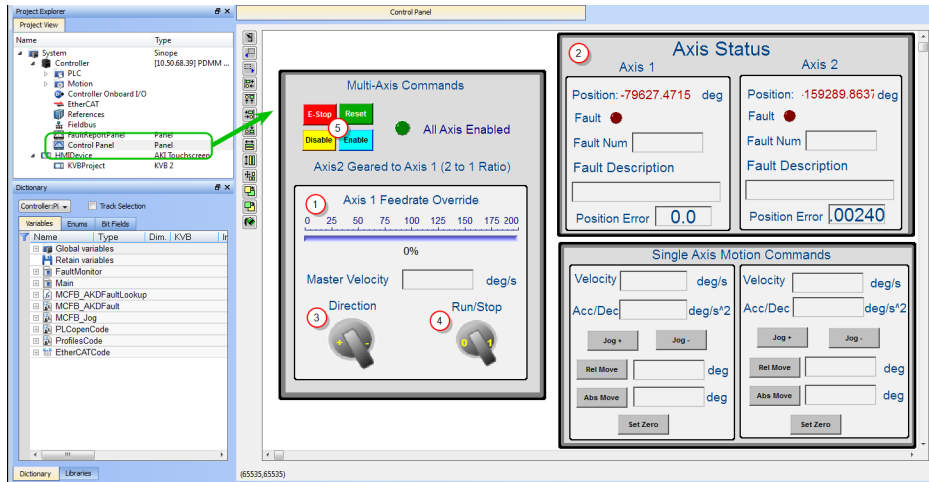 Project Explorer
Project View
Name Type
System Sinope
Controller [10.50.68.39] PDMM ...
PLC
Motion
Controller Onboard I/O
EtherCAT
References
Fieldbus
FaultReportPanel Panel
Control Panel Panel
HMIDevice AKI Touchscreen
KVBProject KVB 2
Dictionary
Controller:Pl Track Selection
Variables Enums Bit Fields
Name Type Dim. KVB
Global variables
Retain variables
FaultMonitor
Main
MCFB_AKDFaultLookup
MCFB_AKDFault
MCFB_Jog
PLCopenCode
ProfilesCode
EtherCATCode
Dictionary Libraries
Control Panel
Multi-Axis Commands
E-Stop Reset
5
Disable Enable
All Axis Enabled
Axis2 Geared to Axis 1 (2 to 1 Ratio)
1 Axis 1 Feedrate Override
0 25 50 75 100 125 150 175 200
0%
Master Velocity deg/s
Direction Run/Stop
3 4
+ - 0 1
2 Axis Status
Axis 1 Axis 2
Position: -79627.4715 deg Position: -159289.8637 deg
Fault Fault
Fault Num Fault Num
Fault Description Fault Description
Position Error 0.0 Position Error .00240
Single Axis Motion Commands
Velocity deg/s Velocity deg/s
Acc/Dec deg/s^2 Acc/Dec deg/s^2
Jog + Jog - Jog + Jog -
Rel Move deg Rel Move deg
Abs Move deg Abs Move deg
Set Zero Set Zero
(65535,65535)